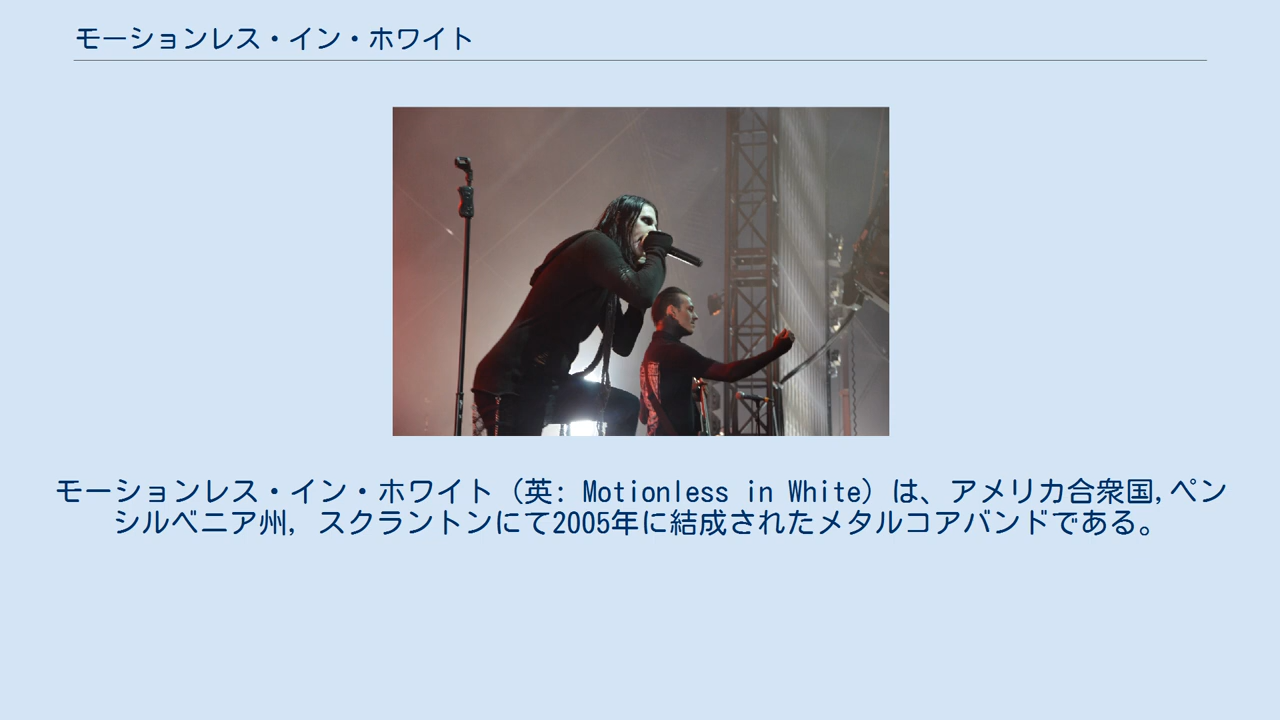 モーションレス・イン・ホワイト
モーションレス・イン・ホワイト（英: Motionless in White）は、アメリカ合衆国,ペン
シルベニア州, スクラントンにて2005年に結成されたメタルコアバンドである。